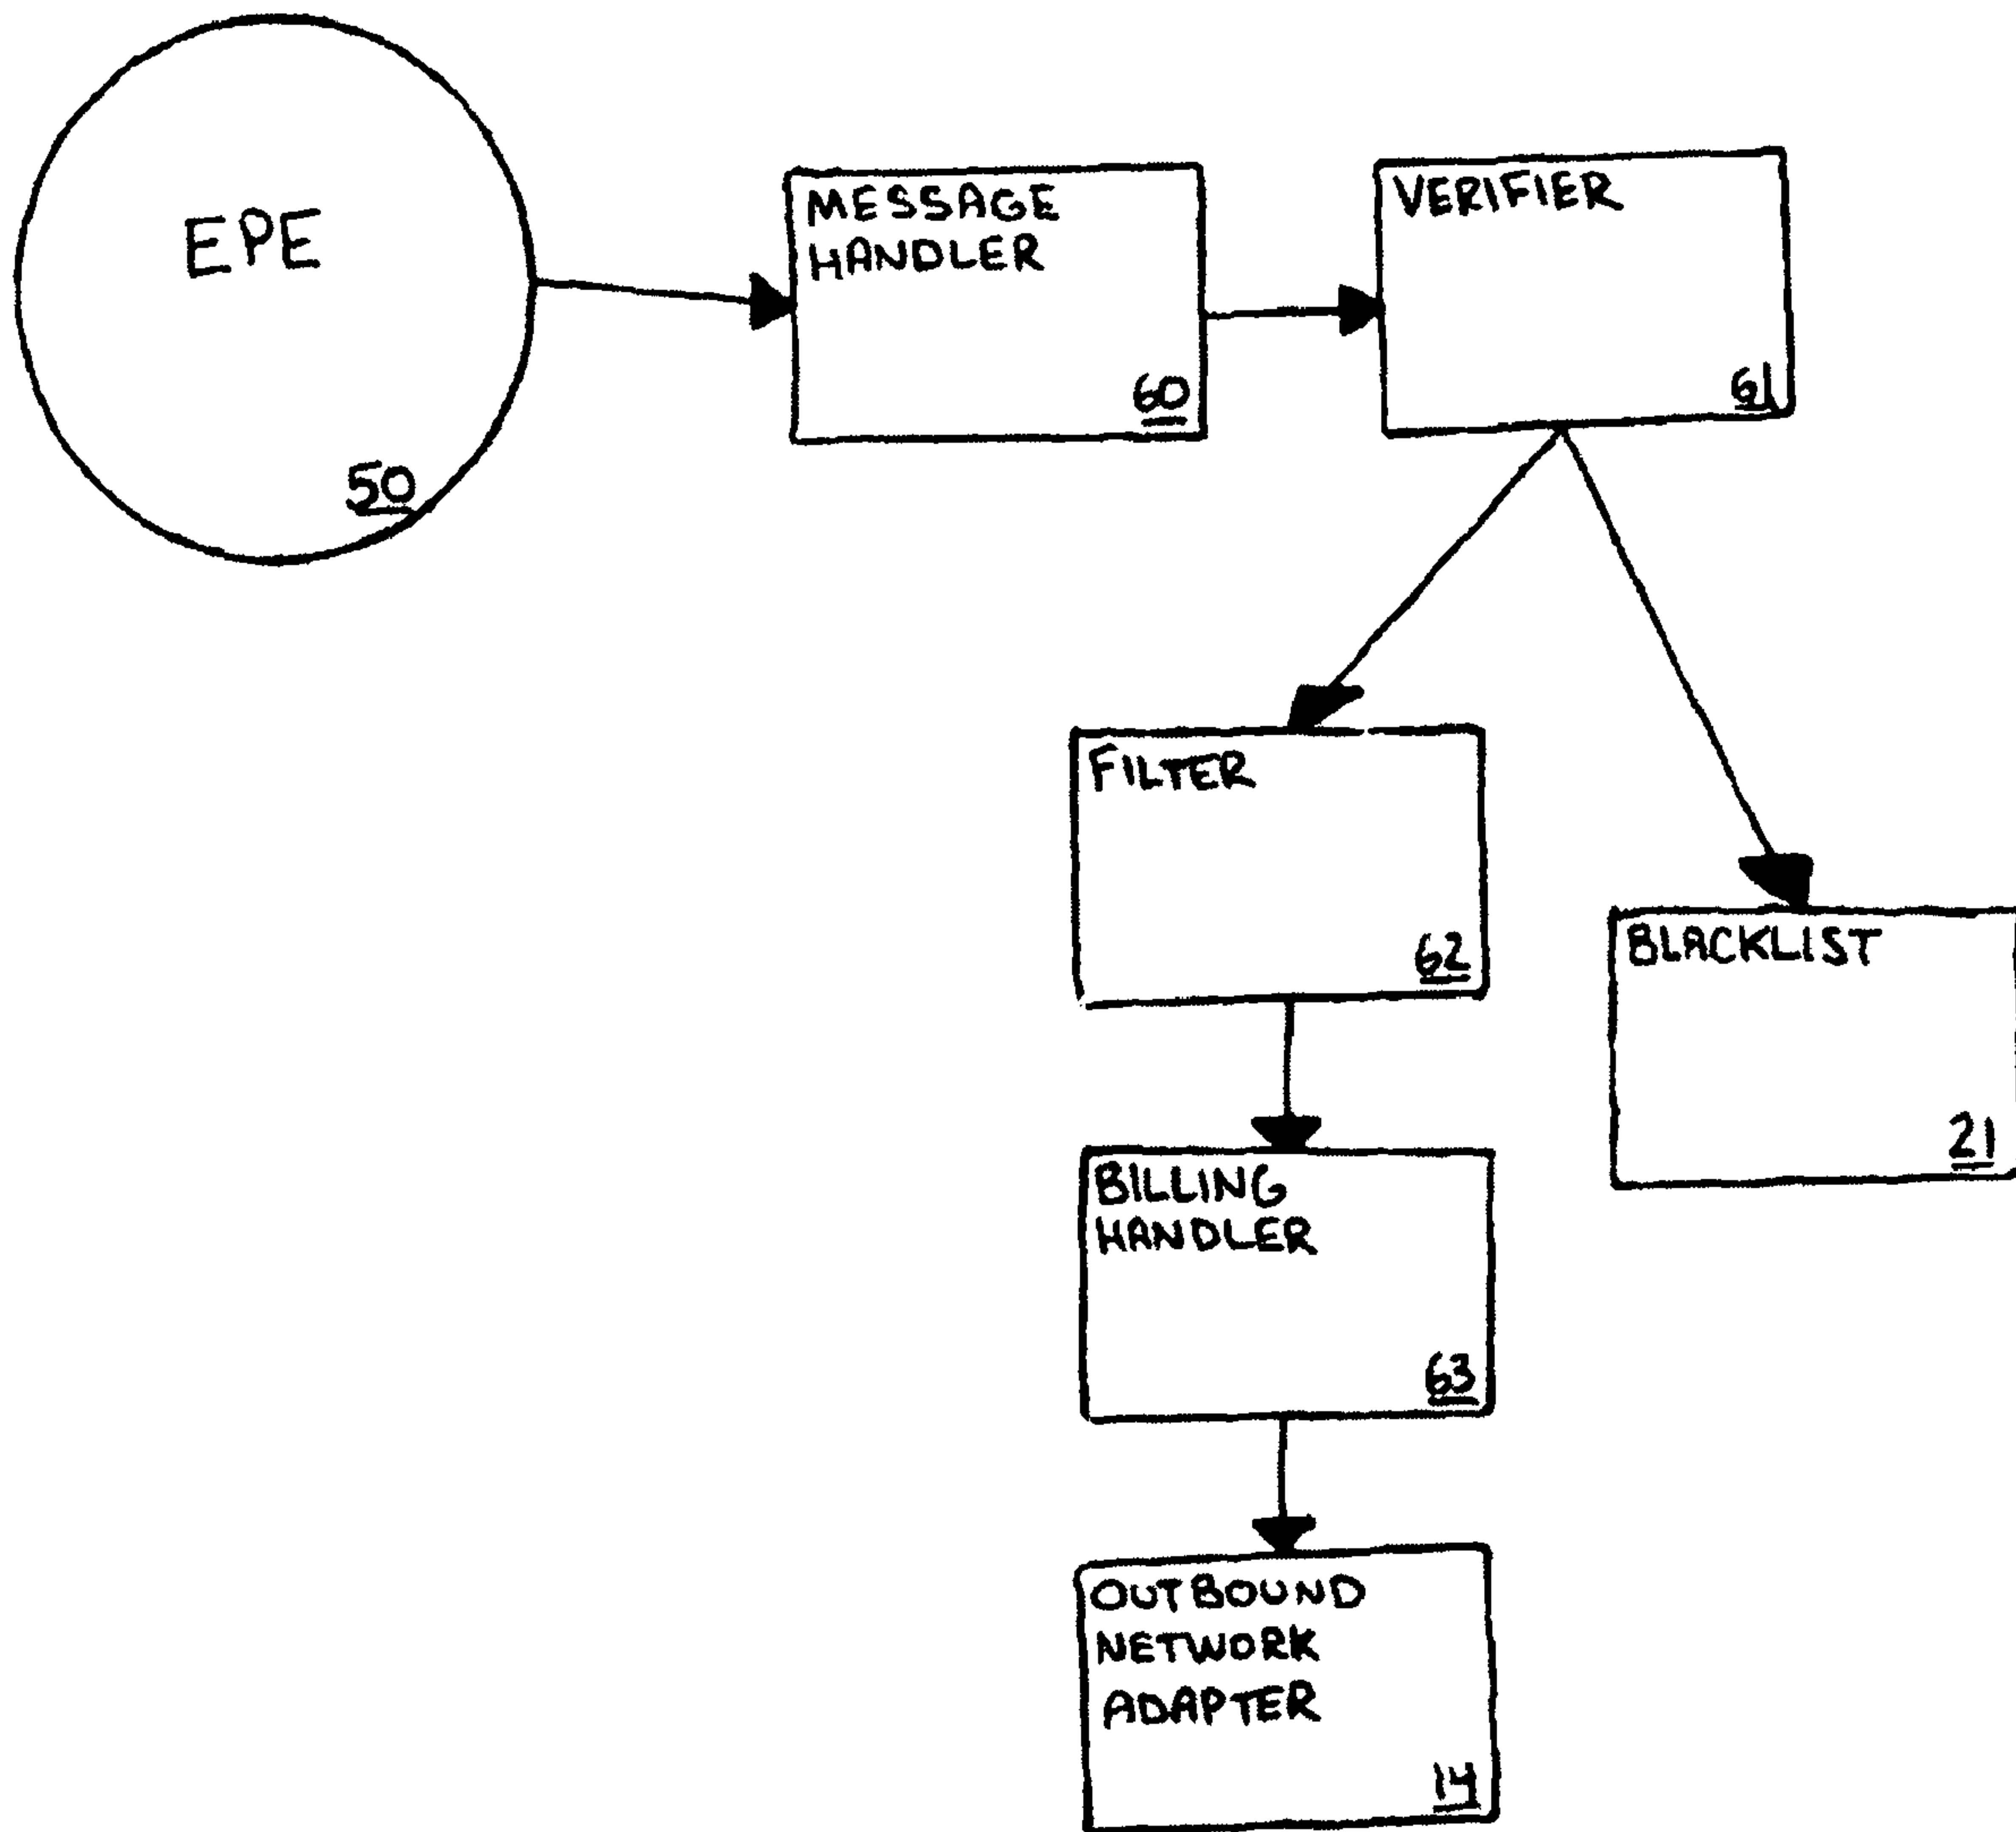 EPE
50
MESSAGE
HANDLER
60
VERIFIER
61
FILTER
62
BLACKLIST
21
BILLING
HANDLER
63
OUTBOUND
NETWORK
ADAPTER
14